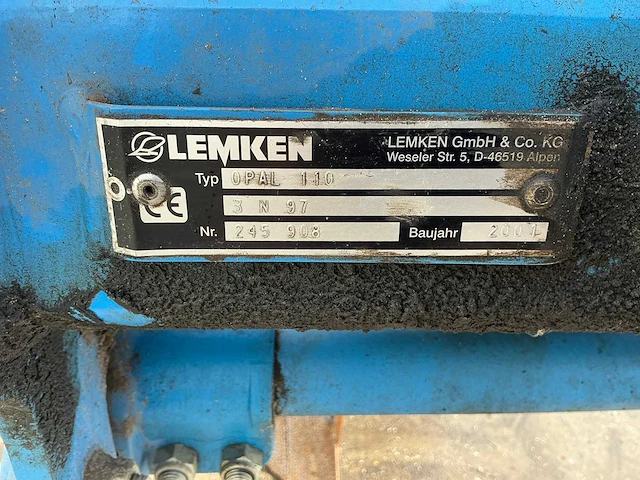 LEMKEN
LEMKEN GmbH & Co. KG
Weseler Str. 5, D-46519 Alpen
Typ OPAL 110
3 N 97
CE
Nr. 245 908 Baujahr 2001